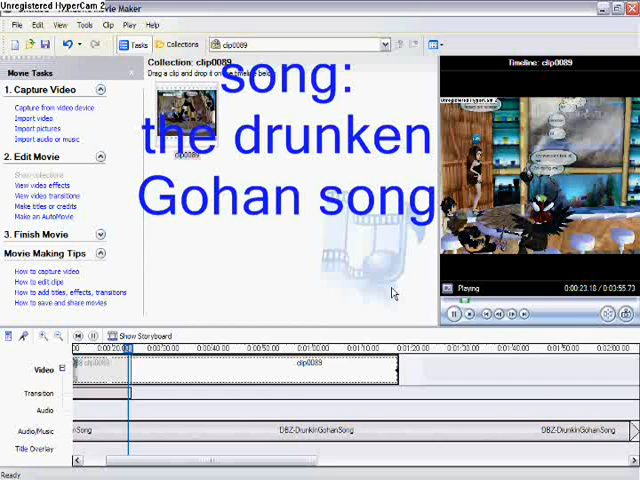 Unregistered HyperCam 2
Movie Maker
File Edit View Tools Clip Play Help
Tasks Collections clip0089
Movie Tasks
Collection: clip0089
Drag a clip and drop it on the timeline below
Timeline: clip0089
song:
the drunken
Gohan song
1. Capture Video
Capture from video device
Import video
Import pictures
Import audio or music
clip0089
2. Edit Movie
Show collections
View video effects
View video transitions
Make titles or credits
Make an AutoMovie
3. Finish Movie
Movie Making Tips
How to capture video
How to edit clips
How to add titles, effects, transitions
How to save and share movies
Unregistered HyperCam 2
Playing 0:00:23.18 / 0:03:55.73
Show Storyboard
0:00:20.00 0:00:30.00 0:00:40.00 0:00:50.00 0:01:00.00 0:01:10.00 0:01:20.00 0:01:30.00 0:01:40.00 0:01:50.00 0:02:00.00
Video clip0089 clip0089
Transition
Audio
Audio/Music Song DBZ-DrunkinGohanSong DBZ-DrunkinGohanSong
Title Overlay
Ready